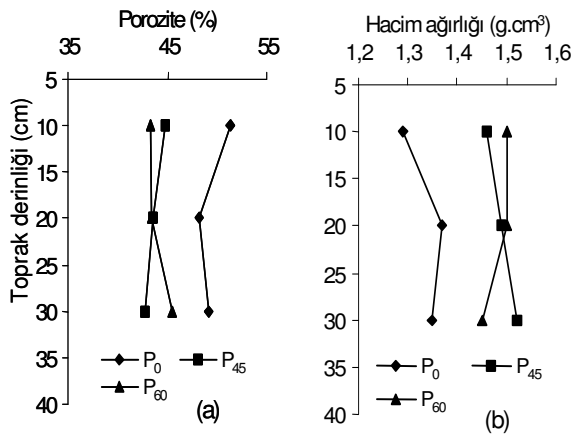 Porozite (%)
35 45 55
5
10
15
20
25
30
35
40
Toprak derinliği (cm)
P0 P45
P60
(a)
Hacim ağırlığı (g.cm³)
1,2 1,3 1,4 1,5 1,6
5
10
15
20
25
30
35
40
P0 P45
P60
(b)